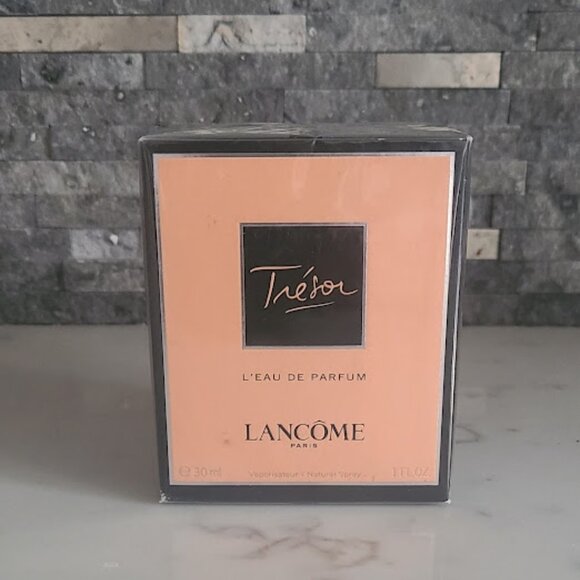 Trésor
L'EAU DE PARFUM
LANCÔME
PARIS
℮ 30 ml Vaporisateur - Natural Spray 1 FL.OZ.